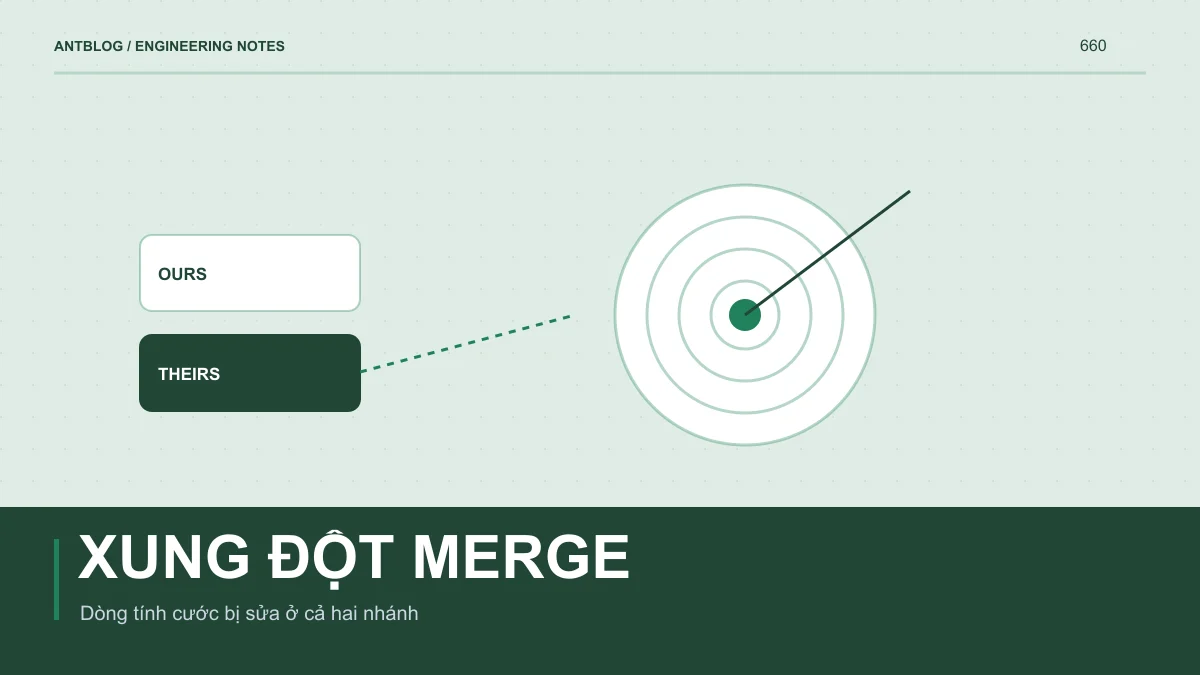 ANTBLOG / ENGINEERING NOTES
660
OURS
THEIRS
XUNG ĐỘT MERGE
Dòng tính cước bị sửa ở cả hai nhánh